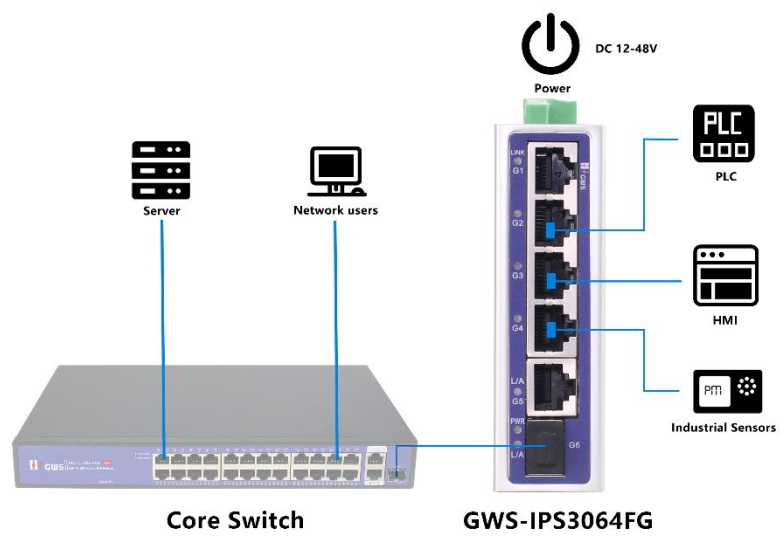 DC 12-48V
Power
LINK
G1
GWS
G2
G3
G4
L/A
G5
PWR
L/A
G6
PLC
PLC
HMI
PM
Industrial Sensors
Server
Network users
GWS
Core Switch
GWS-IPS3064FG